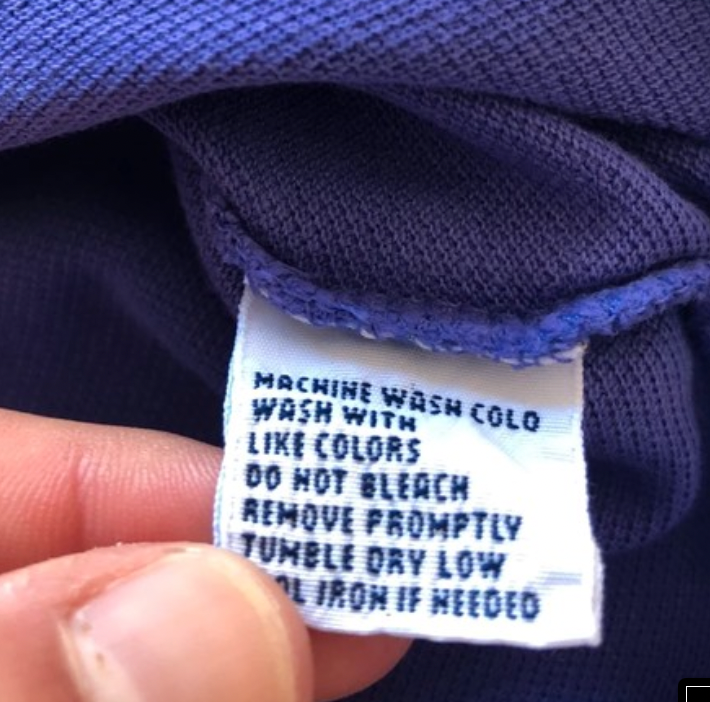 MACHINE WASH COLD
WASH WITH
LIKE COLORS
DO NOT BLEACH
REMOVE PROMPTLY
TUMBLE DRY LOW
IRON IF NEEDED